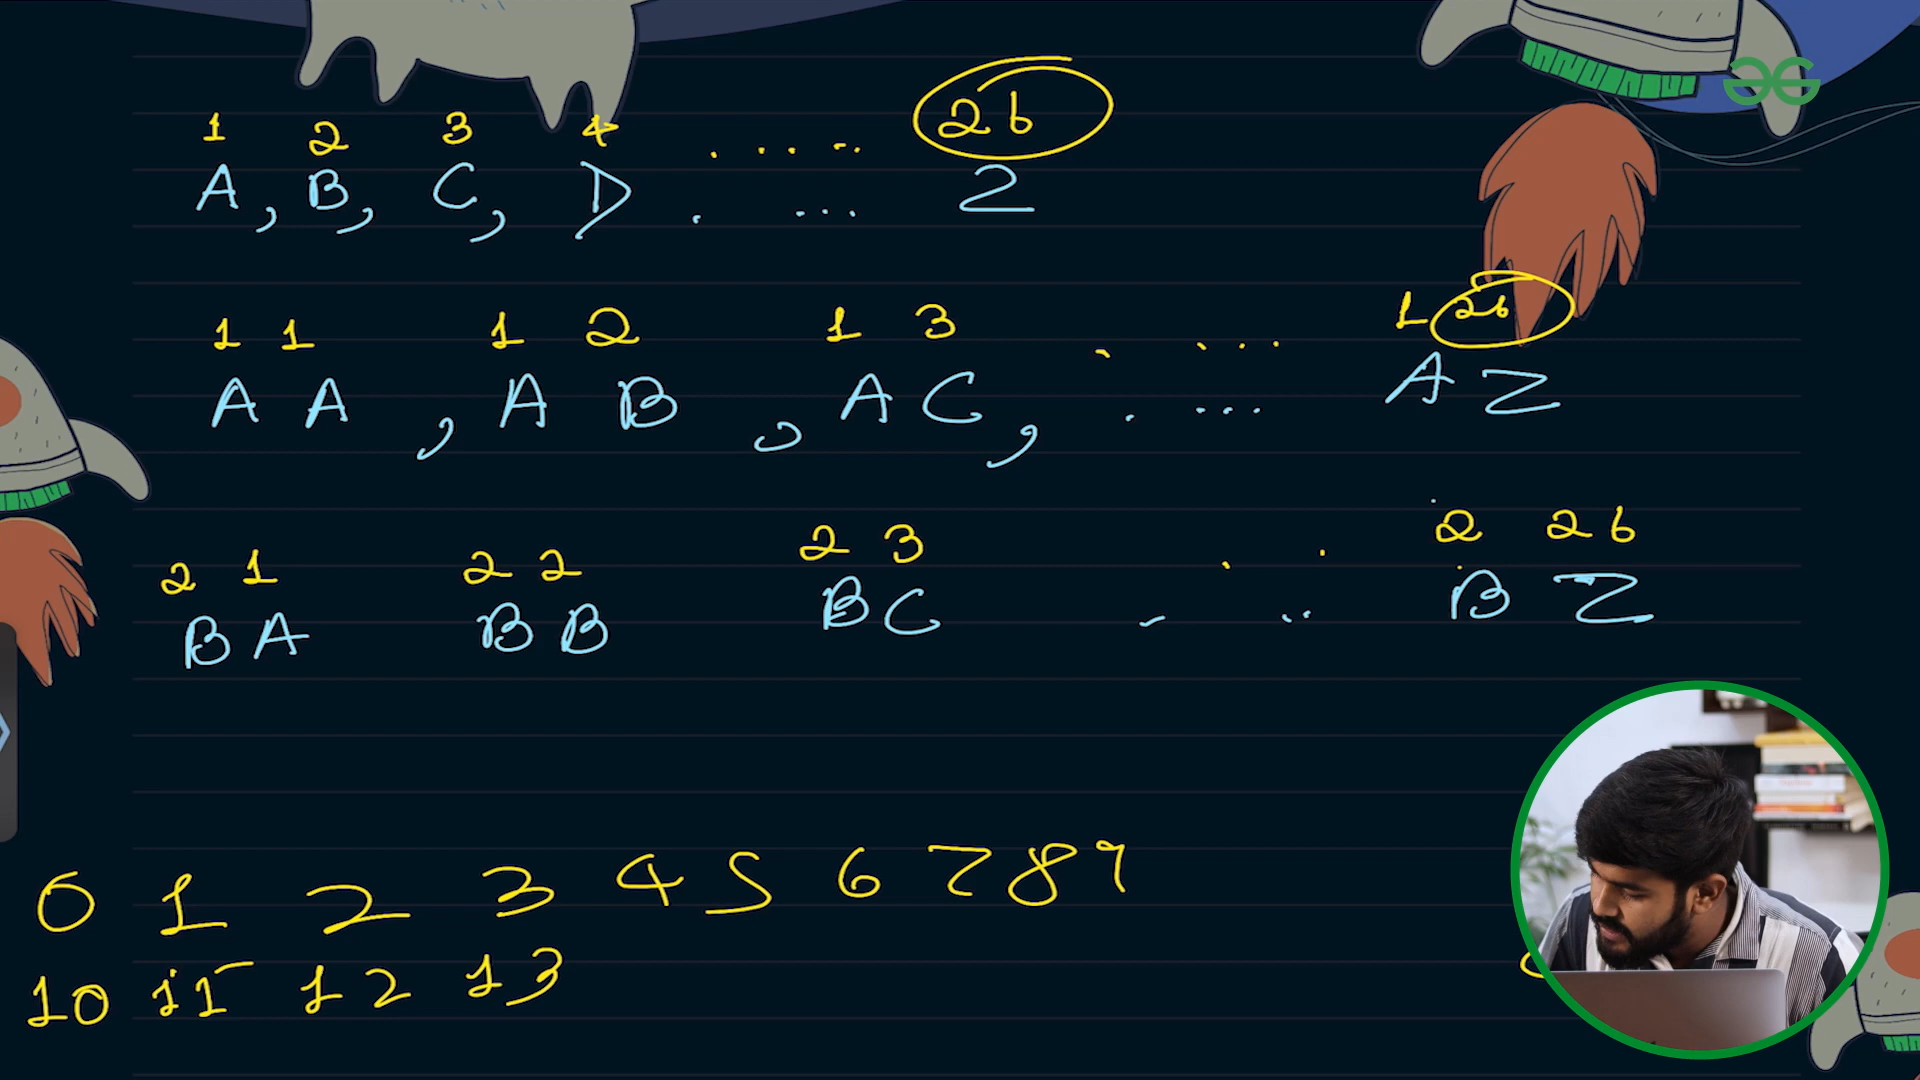 1 2 3 4 ..... 26
A, B, C, D . ... Z
1 1 1 2 1 3 . ... 1 26
A A , A B , A C , . ... A Z
2 1 2 2 2 3 . . 2 26
B A B B B C . .. B Z
0 1 2 3 4 5 6 7 8 9
10 11 12 13